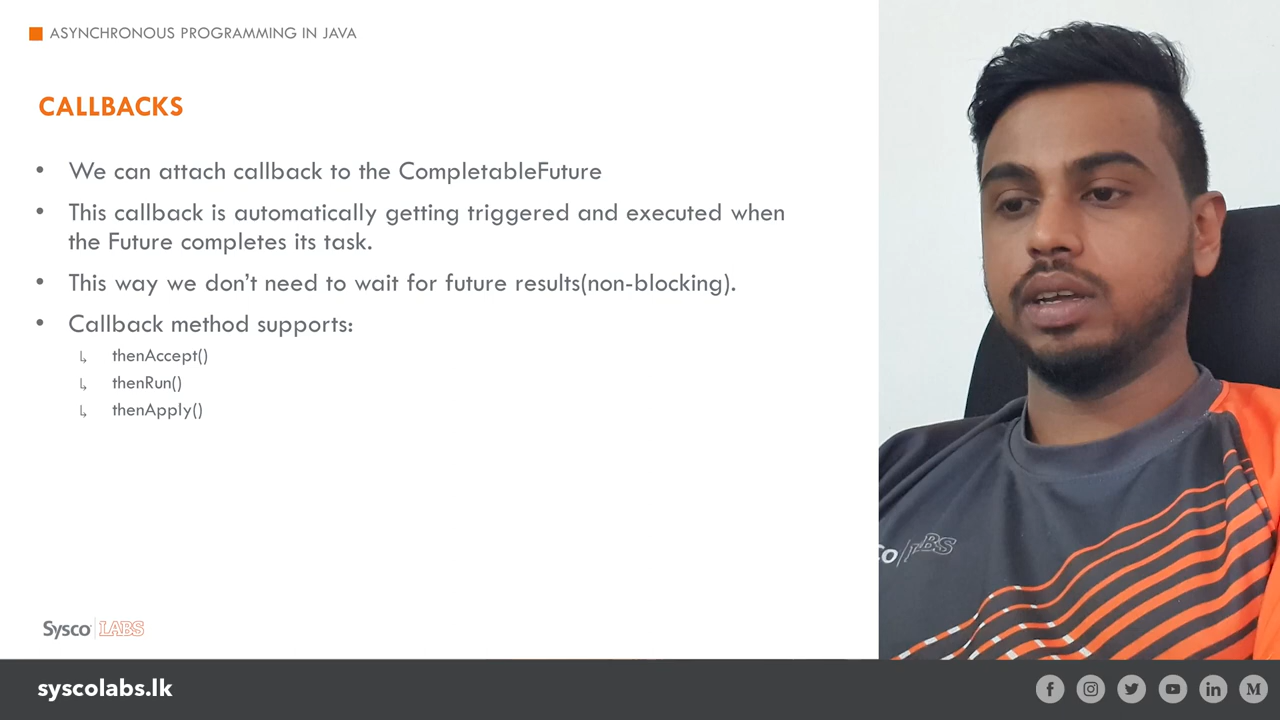 ASYNCHRONOUS PROGRAMMING IN JAVA
CALLBACKS
• We can attach callback to the CompletableFuture
• This callback is automatically getting triggered and executed when
the Future completes its task.
• This way we don’t need to wait for future results(non-blocking).
• Callback method supports:
↳ thenAccept()
↳ thenRun()
↳ thenApply()
Sysco LABS
syscolabs.lk